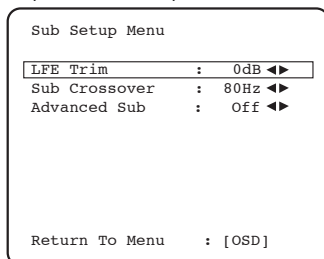 Sub Setup Menu
LFE Trim : 0dB ◄►
Sub Crossover : 80Hz ◄►
Advanced Sub : Off ◄►
Return To Menu : [OSD]